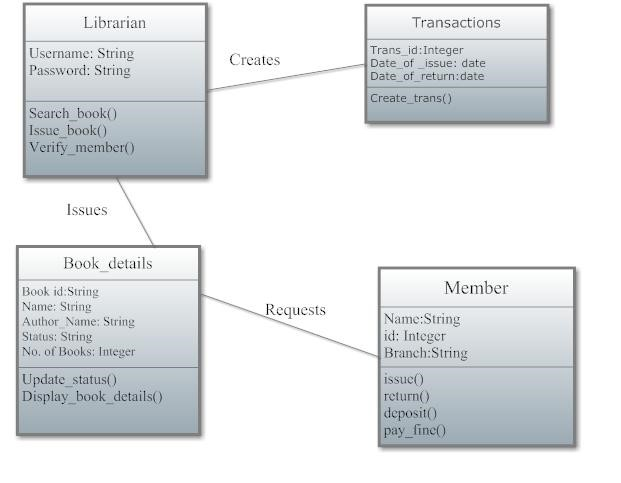 Librarian
Username: String
Password: String
Search_book()
Issue_book()
Verify_member()
Creates
Transactions
Trans_id:Integer
Date_of _issue: date
Date_of_return:date
Create_trans()
Issues
Book_details
Book id:String
Name: String
Author_Name: String
Status: String
No. of Books: Integer
Update_status()
Display_book_details()
Requests
Member
Name:String
id: Integer
Branch:String
issue()
return()
deposit()
pay_fine()